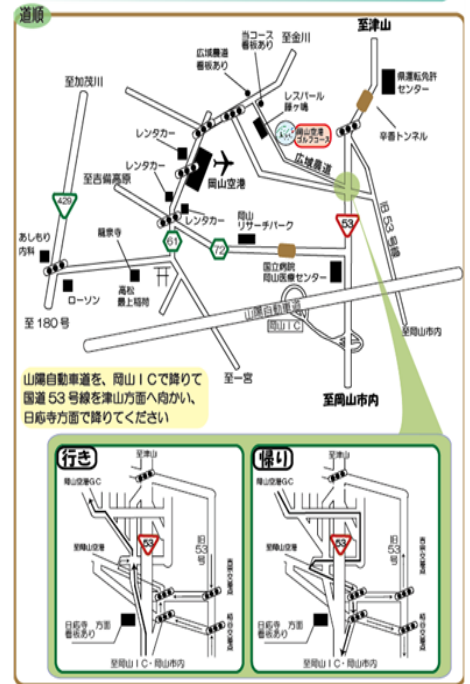 道順
至津山
至金川
当コース
看板あり
広域農道
看板あり
県運転免許
センター
至加茂川
レスパール
藤ヶ鳴
岡山空港
ゴルフコース
辛香トンネル
レンタカー
広域農道
レンタカー
岡山空港
至吉備高原
429
レンタカー
岡山
リサーチパーク
53
旧53号線
あしもり
内科
龍泉寺
61
72
国立病院
岡山医療センター
ローソン
高松
最上稲荷
山陽自動車道
岡山IC
至180号
至岡山市内
至一宮
至岡山市内
山陽自動車道を、岡山ICで降りて
国道53号線を津山方面へ向かい、
日応寺方面で降りてください
行き
至津山
岡山空港GC
53
旧53号
至岡山空港
日応寺 方面
看板あり
至岡山IC・岡山市内
帰り
至津山
岡山空港GC
53
旧53号
至岡山空港
日応寺 方面
看板あり
至岡山IC・岡山市内